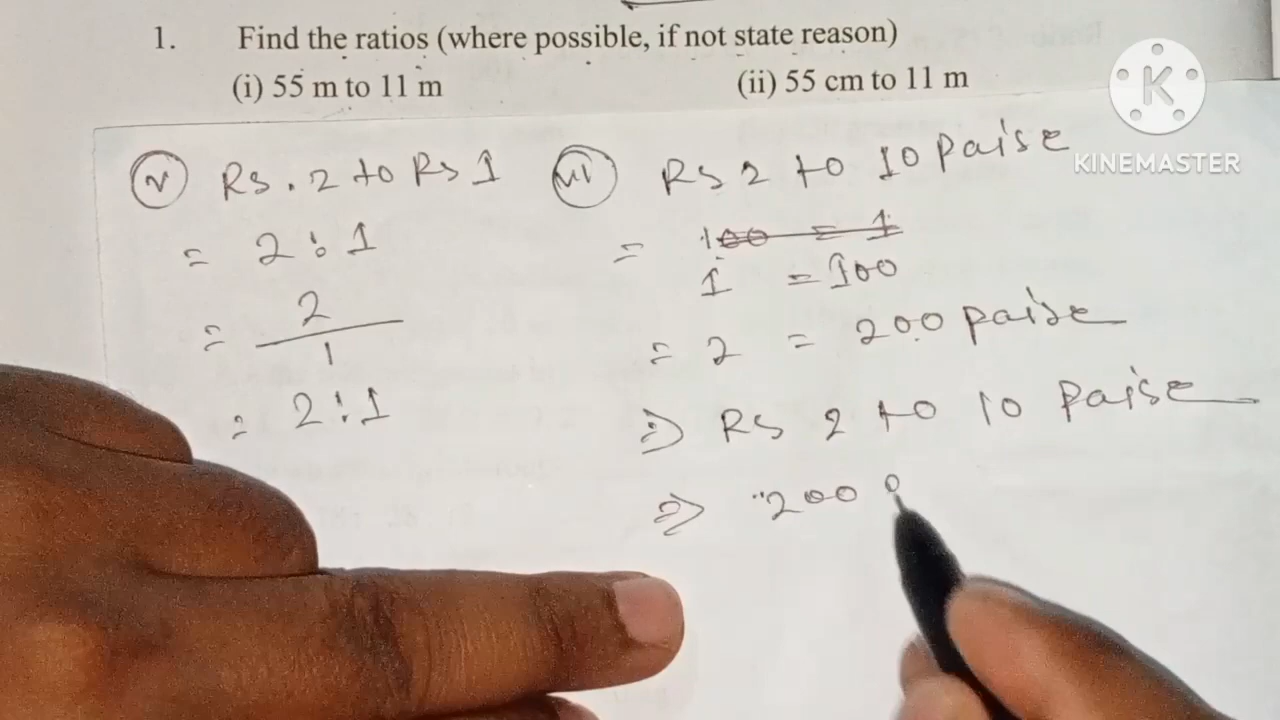 1. Find the ratios (where possible, if not state reason)
(i) 55 m to 11 m (ii) 55 cm to 11 m
KINEMASTER
(v) Rs. 2 to Rs 1
= 2:1
= 2/1
= 2:1
Rs 2 to 10 Paise
= 100 = 1
1 = 100
= 2 = 200 paise
=> Rs 2 to 10 Paise
=> 200